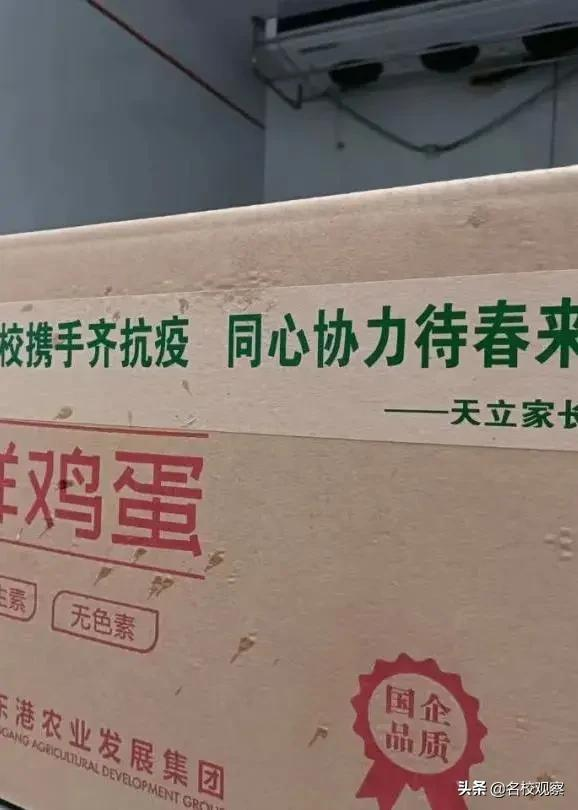 校携手齐抗疫 同心协力待春来
——天立家长
鲜鸡蛋
生素
无色素
东港农业发展集团
GGANG AGRICULTURAL DEVELOPMENT GROUP
国企
品质
头条 @名校观察